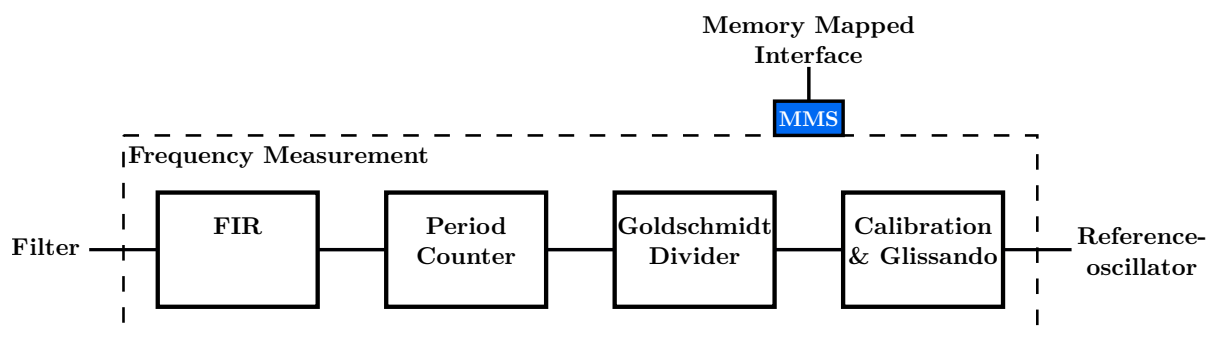 Memory Mapped
Interface
MMS
Frequency Measurement
Filter
FIR
Period
Counter
Goldschmidt
Divider
Calibration
& Glissando
Reference-
oscillator